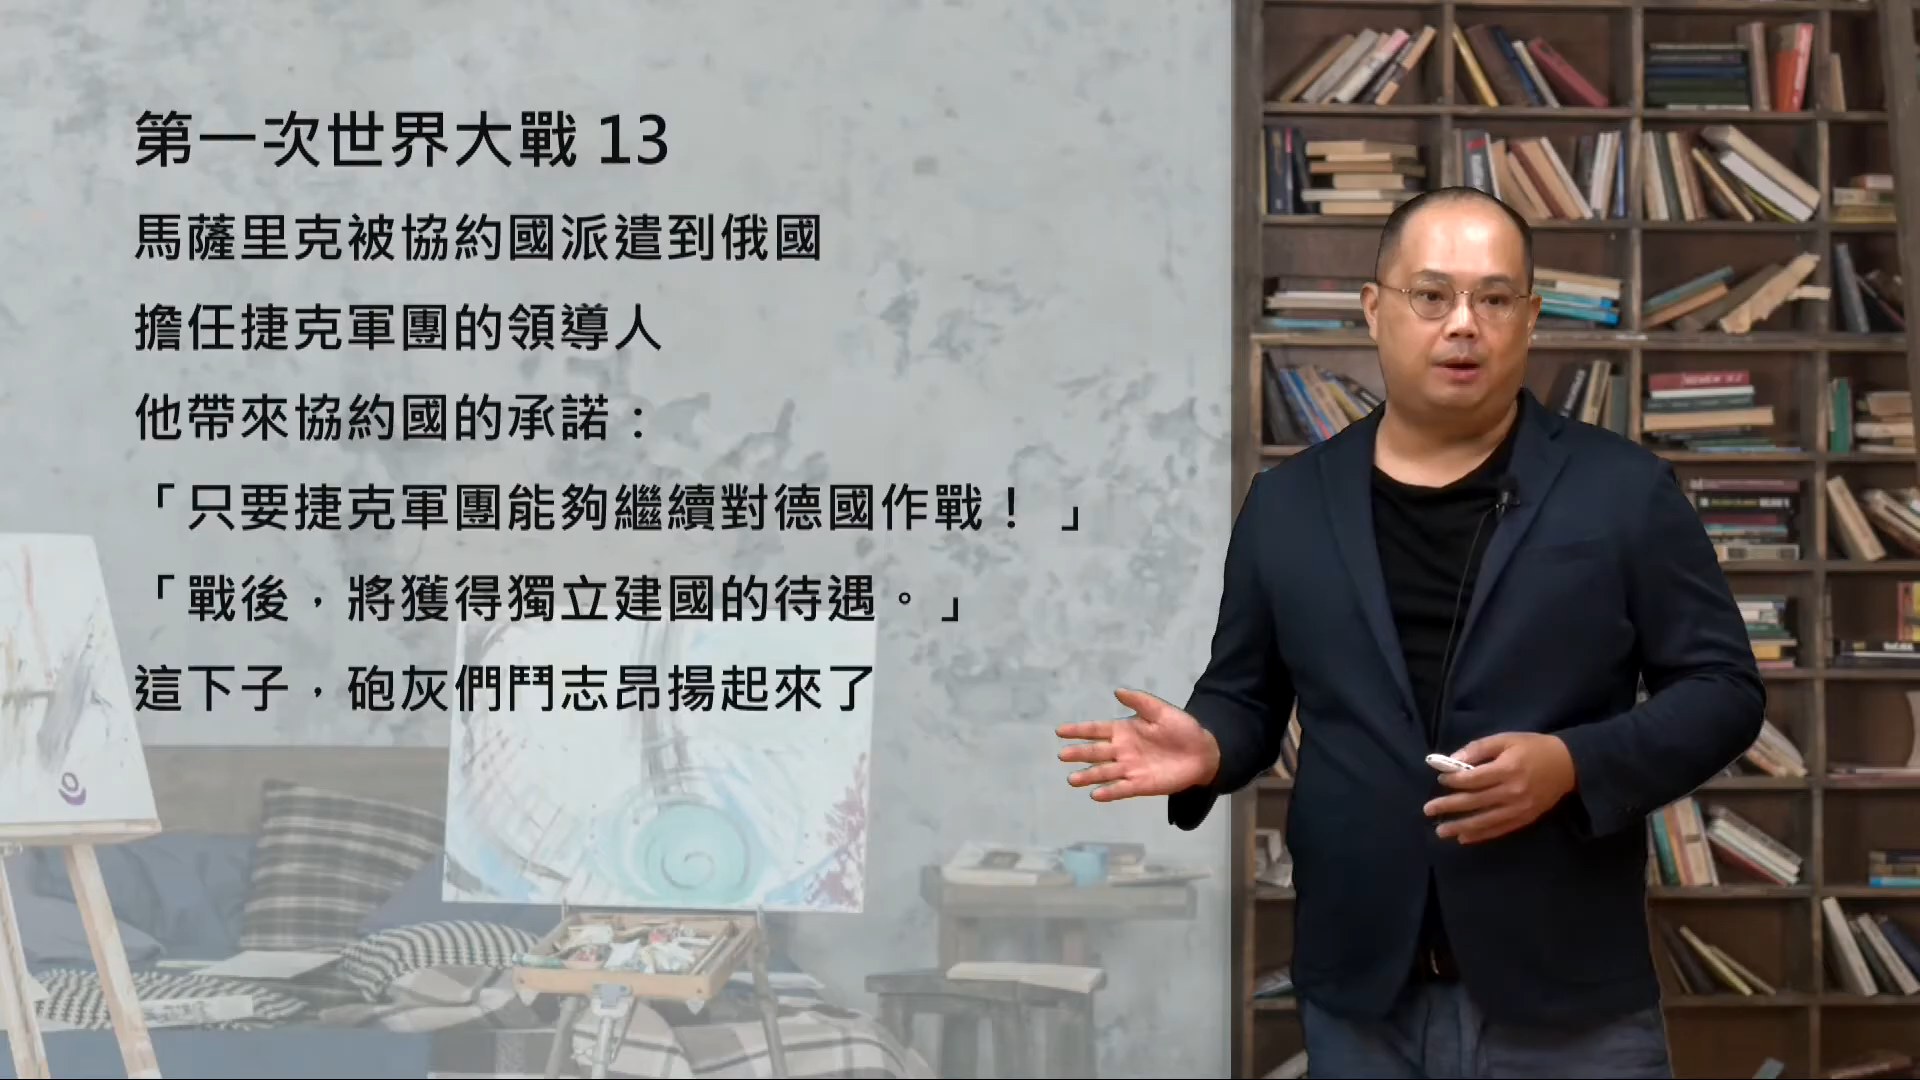 第一次世界大戰 13
馬薩里克被協約國派遣到俄國
擔任捷克軍團的領導人
他帶來協約國的承諾：
「只要捷克軍團能夠繼續對德國作戰！」
「戰後，將獲得獨立建國的待遇。」
這下子，砲灰們鬥志昂揚起來了